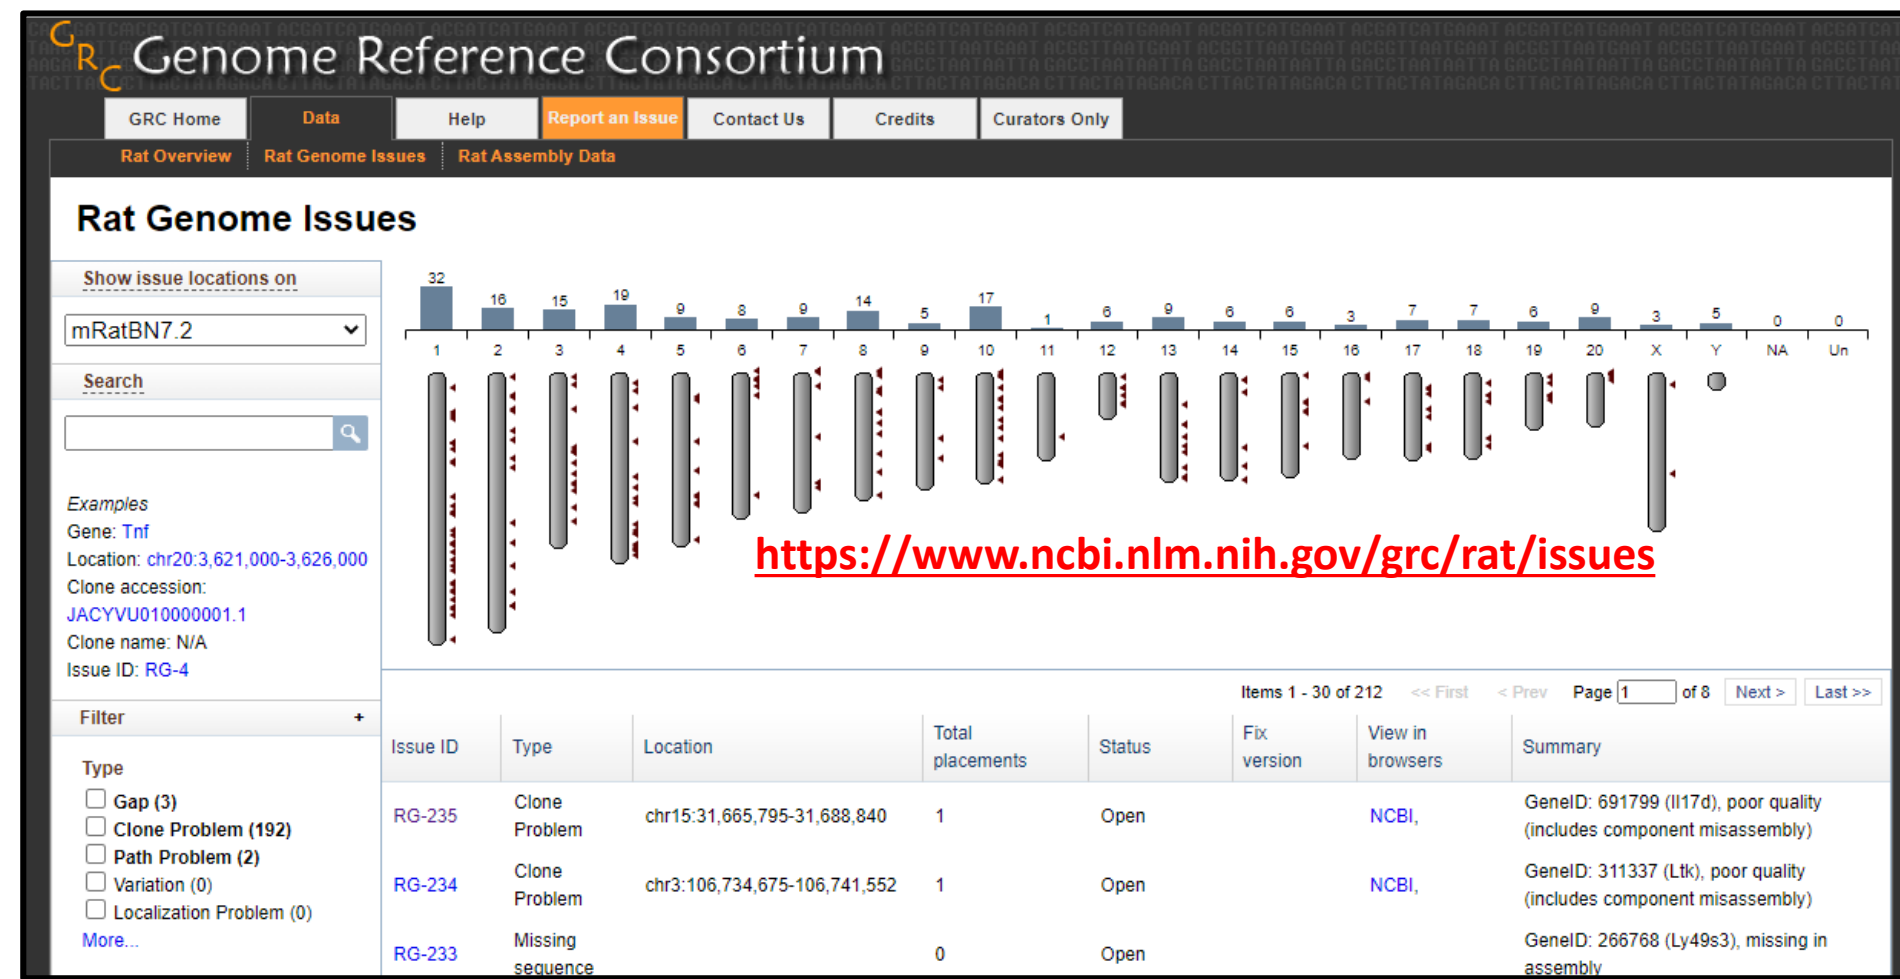 GRC Genome Reference Consortium
GRC Home Data Help Report an Issue Contact Us Credits Curators Only
Rat Overview Rat Genome Issues Rat Assembly Data
Rat Genome Issues
Show issue locations on
mRatBN7.2
Search
Examples
Gene: Tnf
Location: chr20:3,621,000-3,626,000
Clone accession:
JACYVU010000001.1
Clone name: N/A
Issue ID: RG-4
Filter +
Type
Gap (3)
Clone Problem (192)
Path Problem (2)
Variation (0)
Localization Problem (0)
More...
32 16 15 19 9 8 9 14 5 17 1 6 9 6 6 3 7 7 6 9 3 5 0 0
1 2 3 4 5 6 7 8 9 10 11 12 13 14 15 16 17 18 19 20 X Y NA Un
https://www.ncbi.nlm.nih.gov/grc/rat/issues
Items 1 - 30 of 212 << First < Prev Page 1 of 8 Next > Last >>
Issue ID Type Location Total placements Status Fix version View in browsers Summary
RG-235 Clone Problem chr15:31,665,795-31,688,840 1 Open NCBI, GeneID: 691799 (Il17d), poor quality
(includes component misassembly)
RG-234 Clone Problem chr3:106,734,675-106,741,552 1 Open NCBI, GeneID: 311337 (Ltk), poor quality
(includes component misassembly)
RG-233 Missing sequence 0 Open GeneID: 266768 (Ly49s3), missing in
assembly